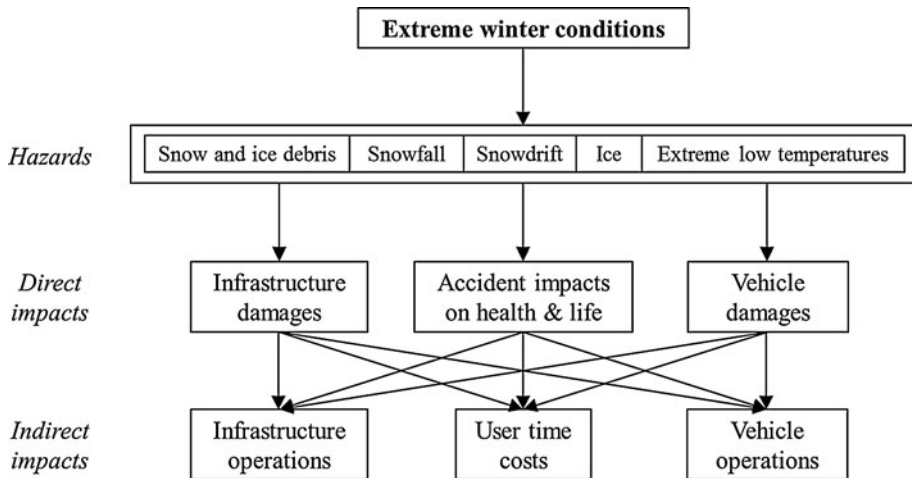 Extreme winter conditions
Hazards
Snow and ice debris
Snowfall
Snowdrift
Ice
Extreme low temperatures
Direct
impacts
Infrastructure
damages
Accident impacts
on health & life
Vehicle
damages
Indirect
impacts
Infrastructure
operations
User time
costs
Vehicle
operations